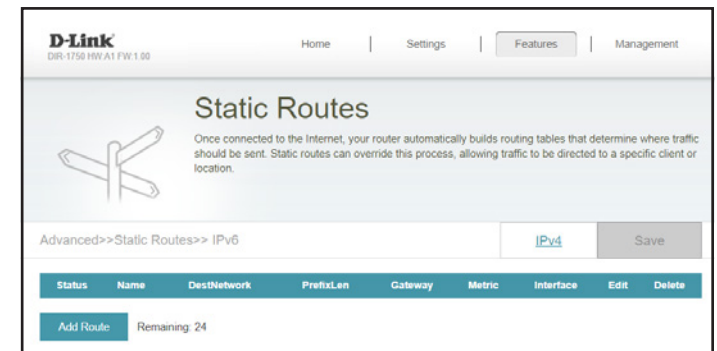 D-Link
DIR-1750 HW:A1 FW:1.00
Home | Settings | Features | Management
Static Routes
Once connected to the Internet, your router automatically builds routing tables that determine where traffic
should be sent. Static routes can override this process, allowing traffic to be directed to a specific client or
location.
Advanced>>Static Routes>> IPv6 IPv4 Save
Status Name DestNetwork PrefixLen Gateway Metric Interface Edit Delete
Add Route Remaining: 24